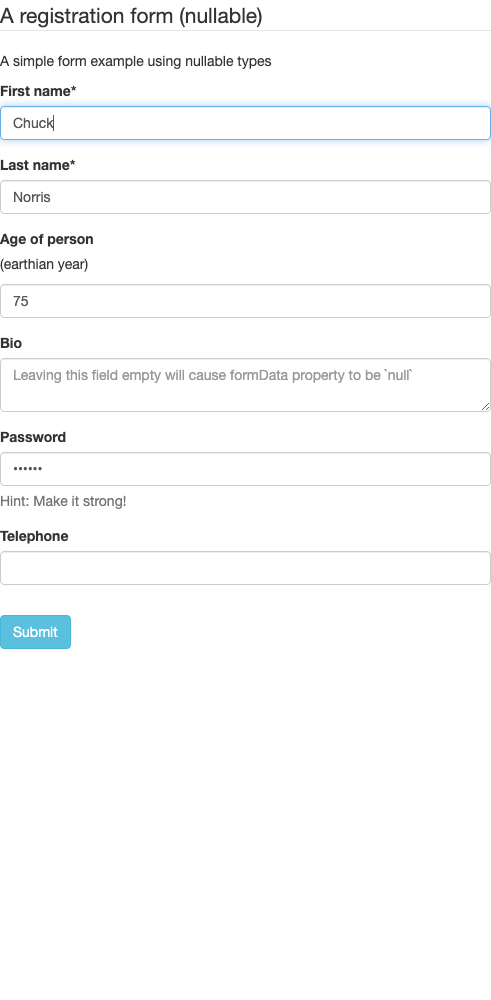 A registration form (nullable)
A simple form example using nullable types
First name*
Chuck
Last name*
Norris
Age of person
(earthian year)
75
Bio
Leaving this field empty will cause formData property to be `null`
Password
••••••
Hint: Make it strong!
Telephone
Submit